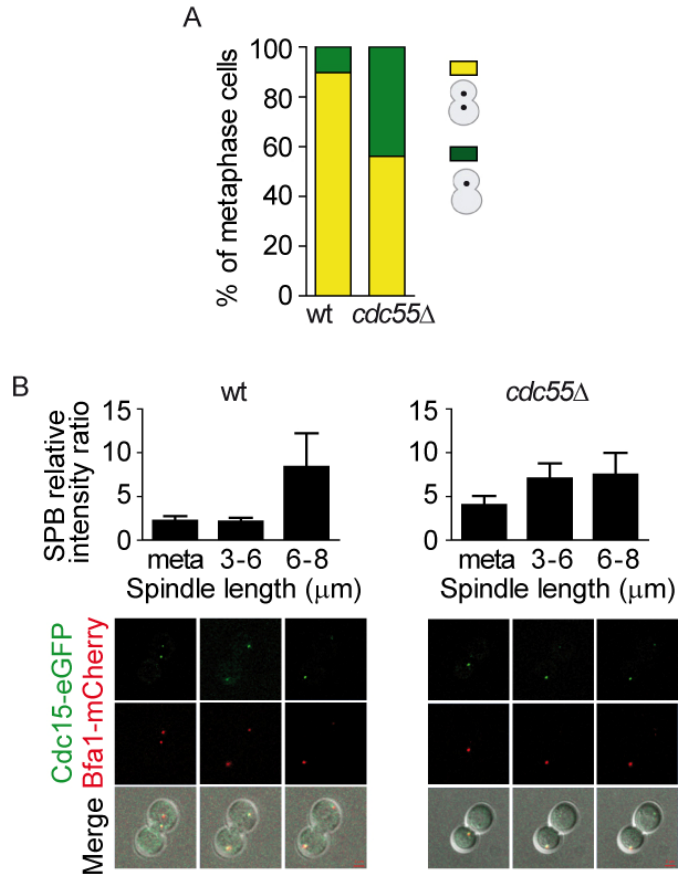 A
% of metaphase cells
100
80
60
40
20
0
wt cdc55Δ
B
wt
cdc55Δ
SPB relative
intensity ratio
15
10
5
0
meta 3-6 6-8
Spindle length (μm)
15
10
5
0
meta 3-6 6-8
Spindle length (μm)
Cdc15-eGFP
Bfa1-mCherry
Merge